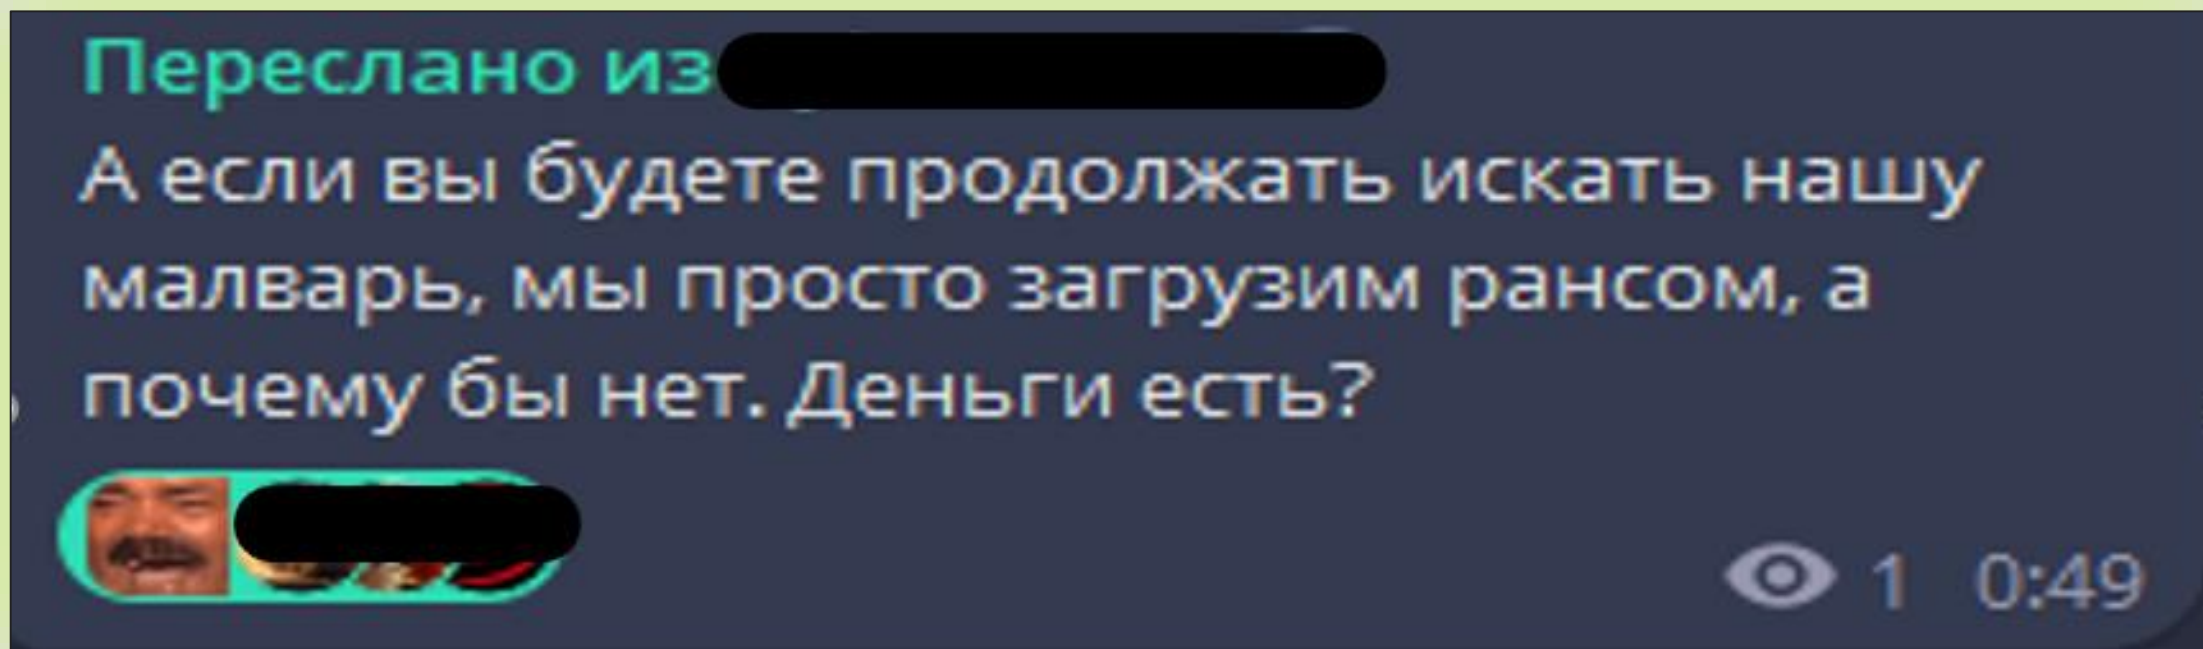 Переслано из
А если вы будете продолжать искать нашу
малварь, мы просто загрузим рансом, а
почему бы нет. Деньги есть?
1 0:49